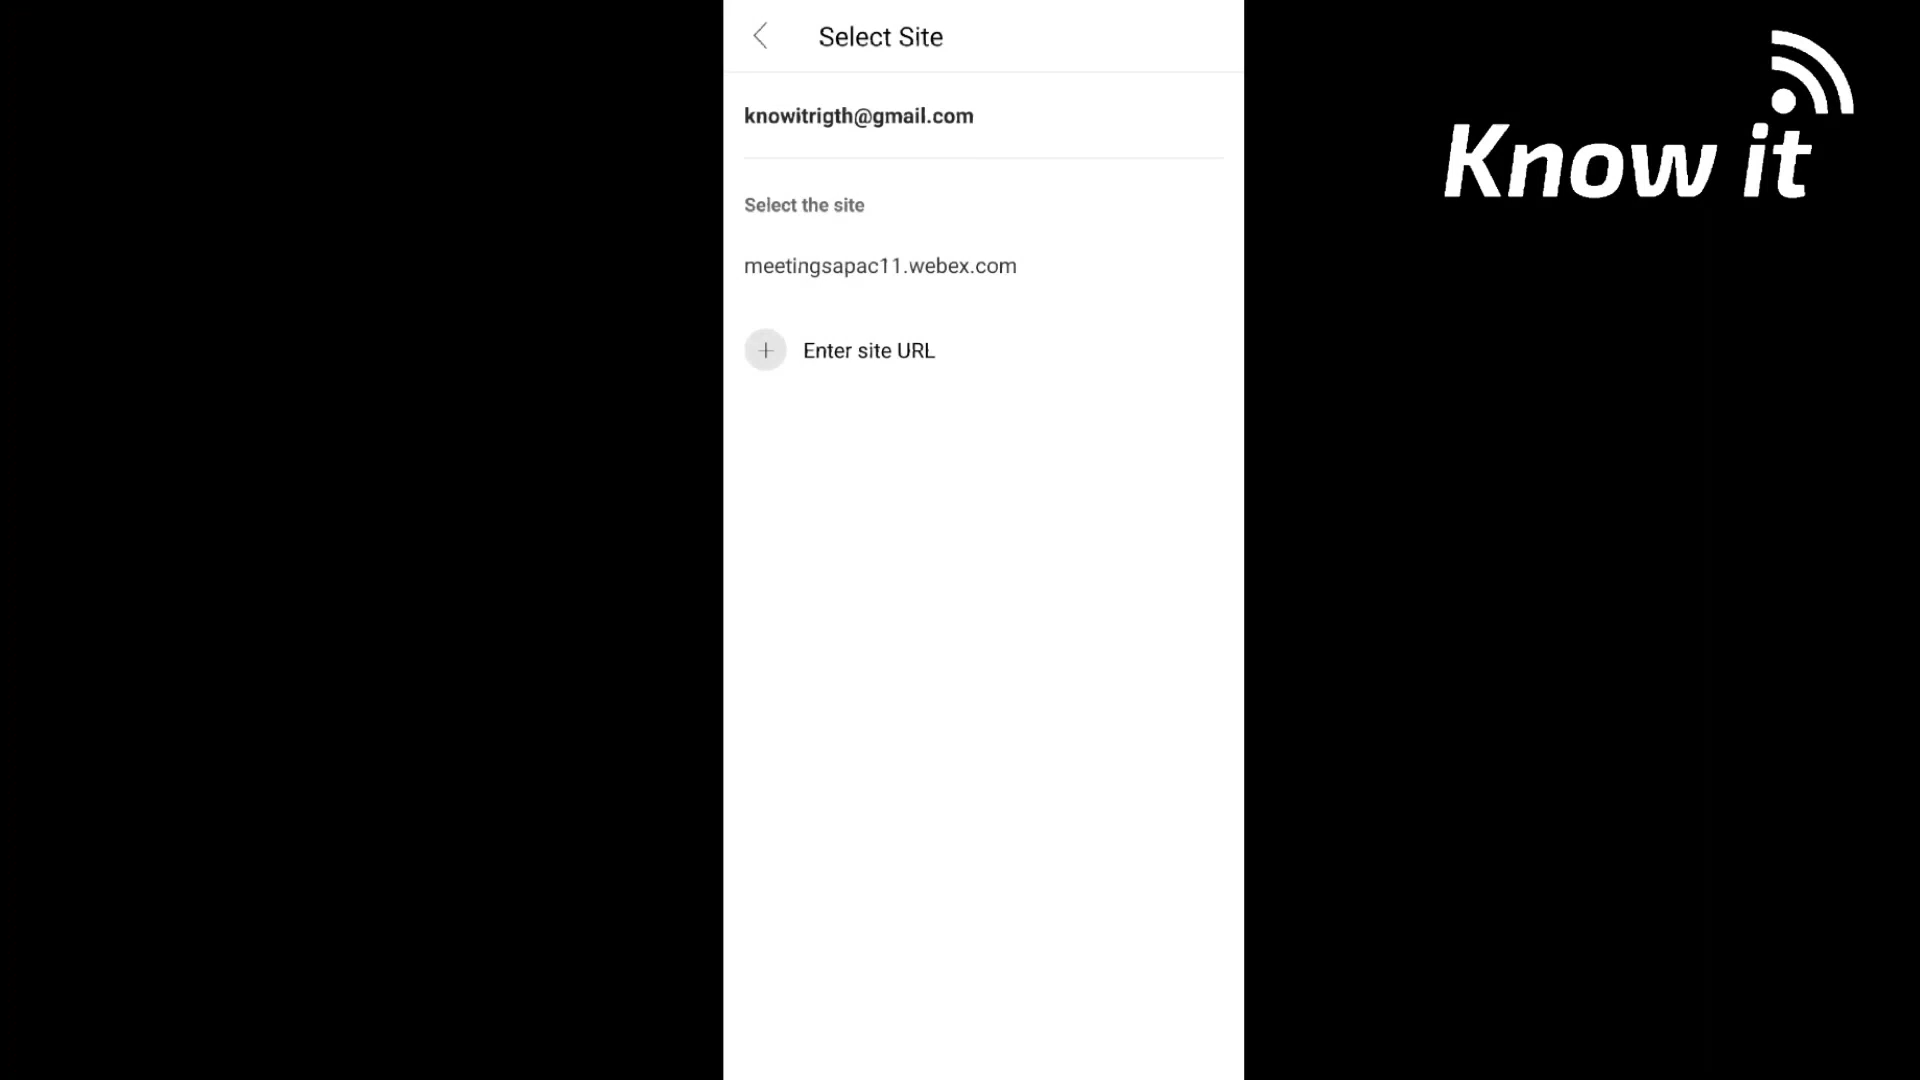 Select Site
knowitrigth@gmail.com
Select the site
meetingsapac11.webex.com
+ Enter site URL
Know it